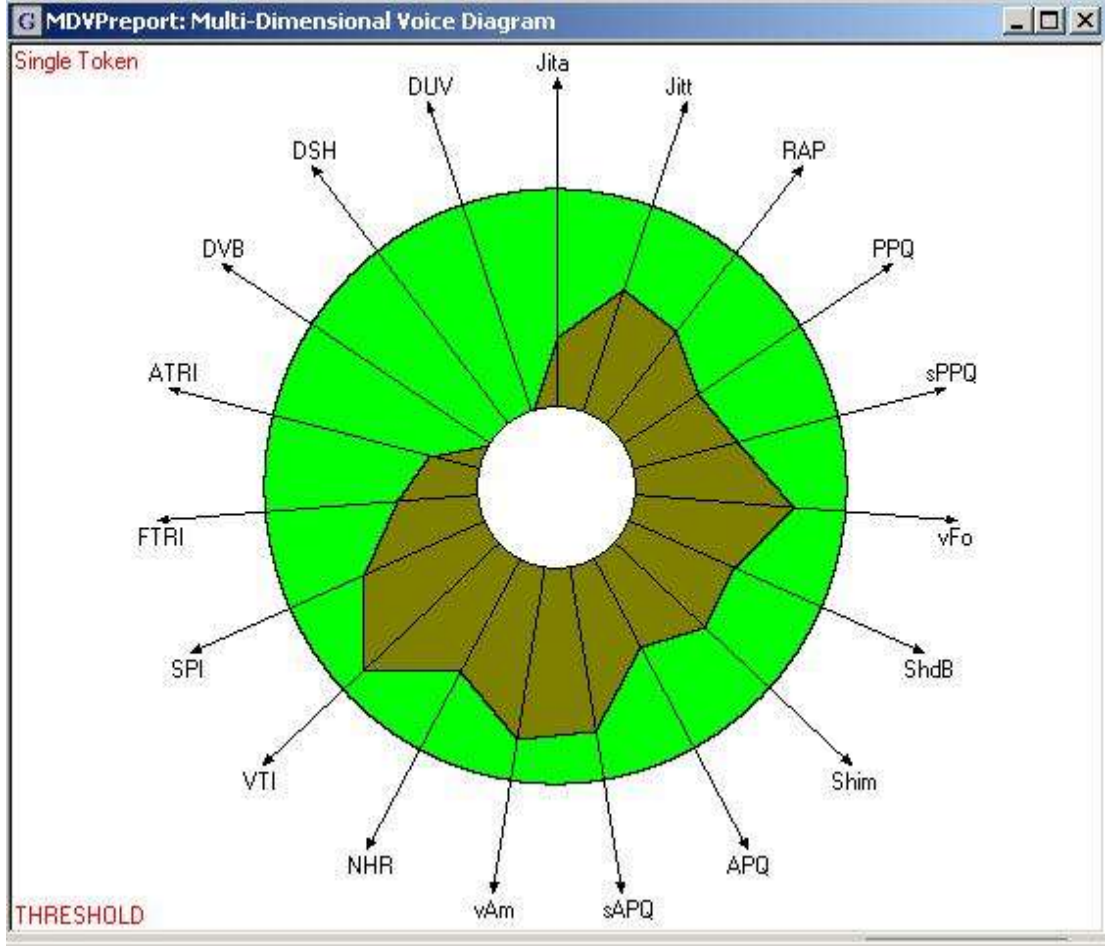 G MDVPreport: Multi-Dimensional Voice Diagram
Single Token
Jita
DUV
Jitt
DSH
RAP
DVB
PPQ
ATRI
sPPQ
FTRI
vFo
SPI
ShdB
VTI
Shim
NHR
APQ
vAm
sAPQ
THRESHOLD